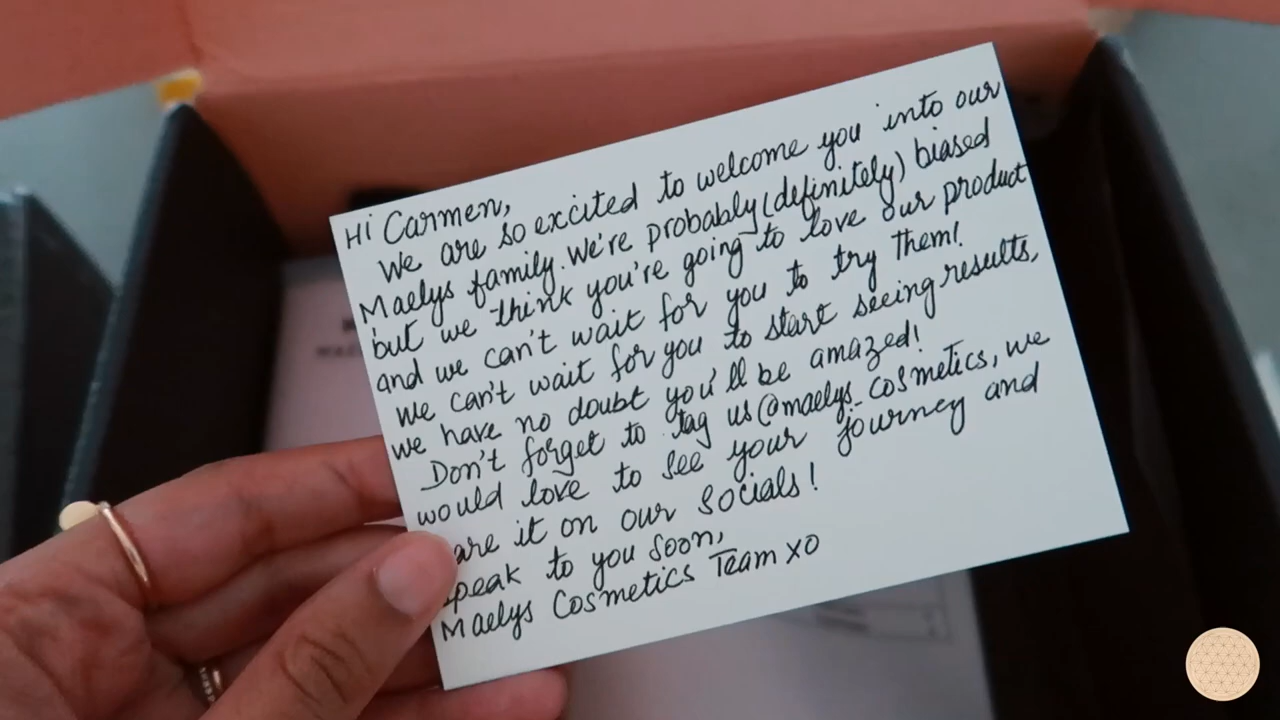 Hi Carmen,
We are so excited to welcome you into our
Maelys family. We're probably (definitely) biased
but we think you're going to love our product
and we can't wait for you to try them!
We can't wait for you to start seeing results,
we have no doubt you'll be amazed!
Don't forget to tag us @maelys_cosmetics, we
would love to see your journey and
are it on our socials!
speak to you soon,
Maelys Cosmetics Team xo